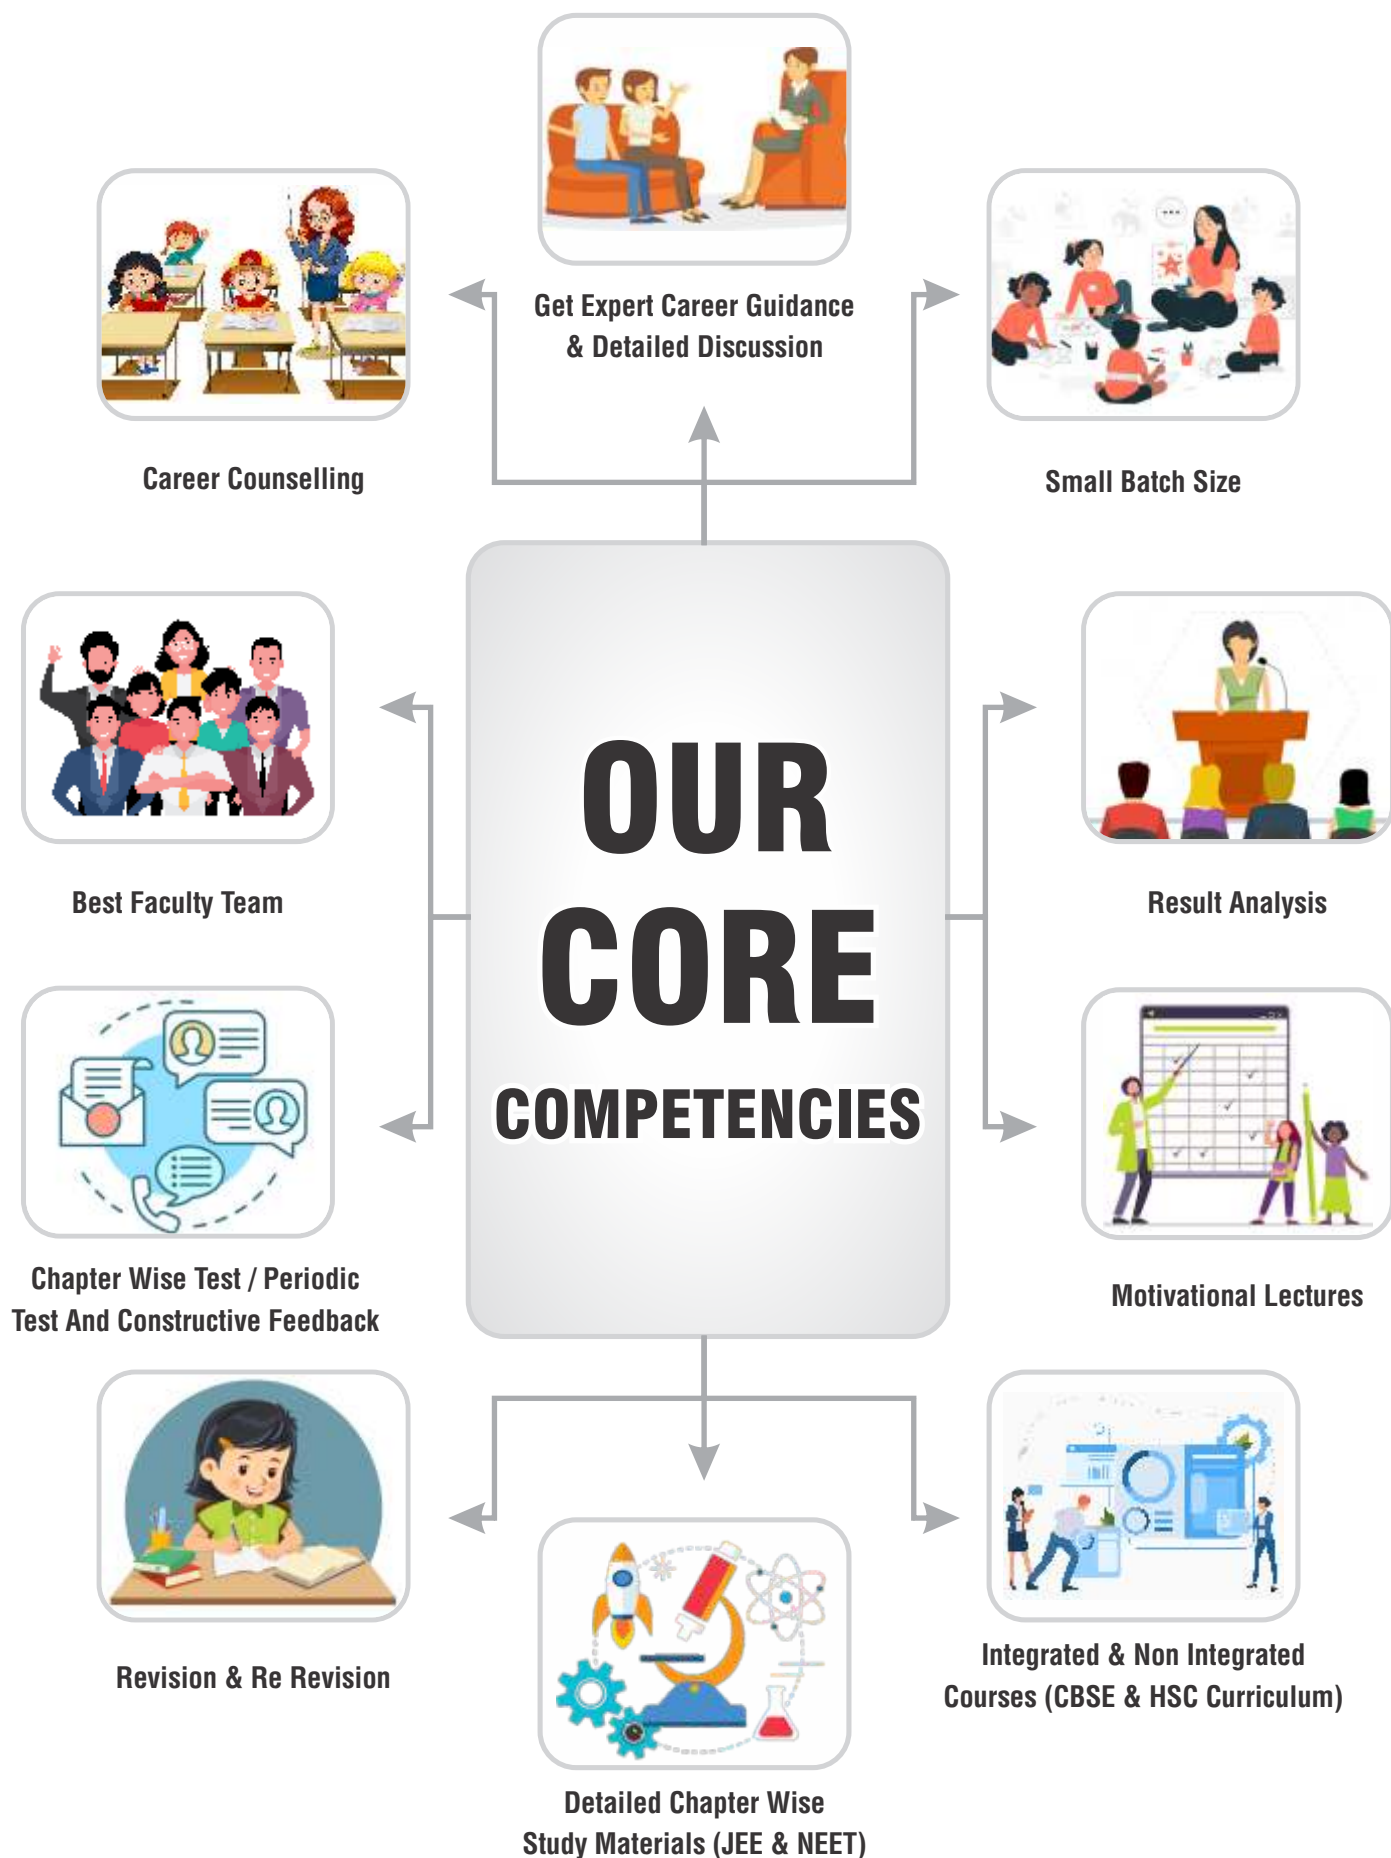 Get Expert Career Guidance
& Detailed Discussion
Career Counselling
Small Batch Size
OUR
CORE
COMPETENCIES
Best Faculty Team
Result Analysis
Chapter Wise Test / Periodic
Test And Constructive Feedback
Motivational Lectures
Revision & Re Revision
Integrated & Non Integrated
Courses (CBSE & HSC Curriculum)
Detailed Chapter Wise
Study Materials (JEE & NEET)